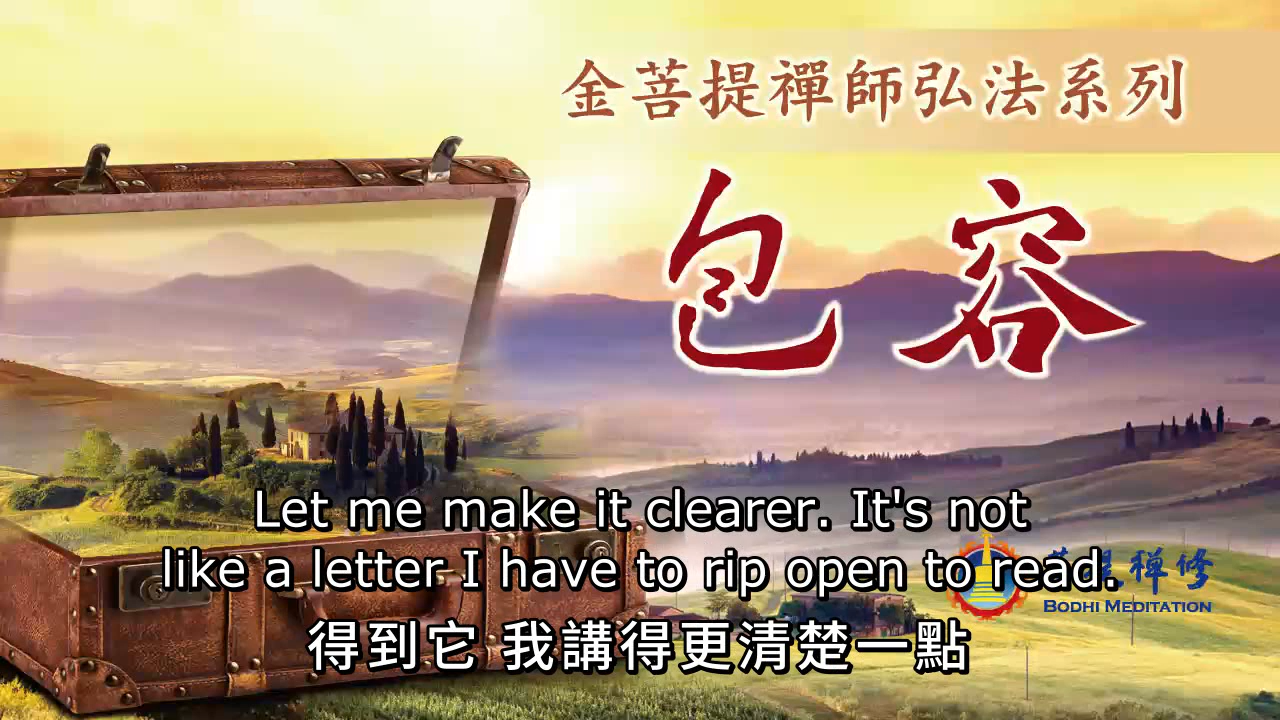 金菩提禪師弘法系列
包容
Let me make it clearer. It's not
like a letter I have to rip open to read.
禪修
BODHI MEDITATION
得到它 我講得更清楚一點